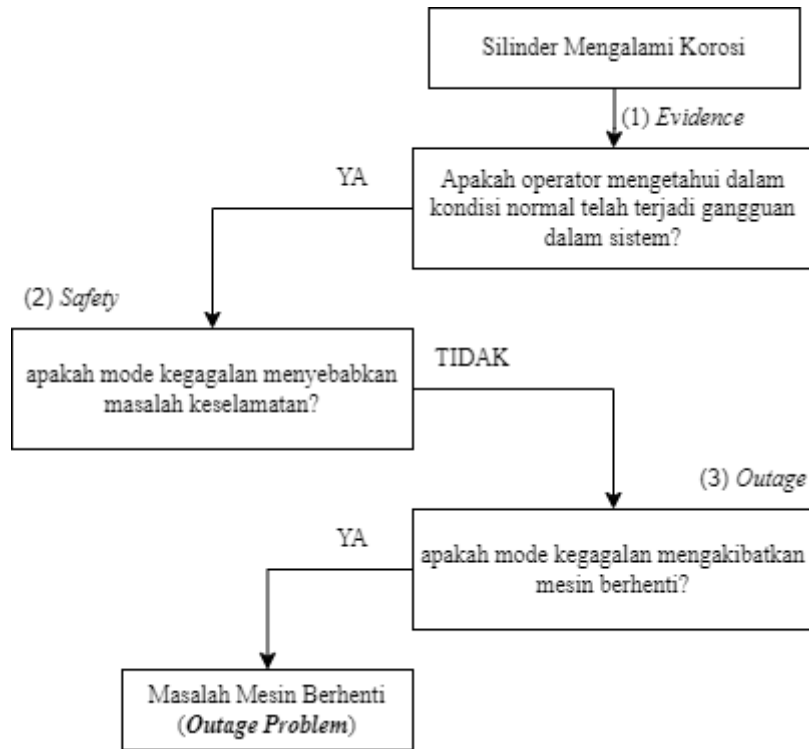 Silinder Mengalami Korosi
(1) Evidence
YA
Apakah operator mengetahui dalam
kondisi normal telah terjadi gangguan
dalam sistem?
(2) Safety
apakah mode kegagalan menyebabkan
masalah keselamatan?
TIDAK
(3) Outage
YA
apakah mode kegagalan mengakibatkan
mesin berhenti?
Masalah Mesin Berhenti
(Outage Problem)